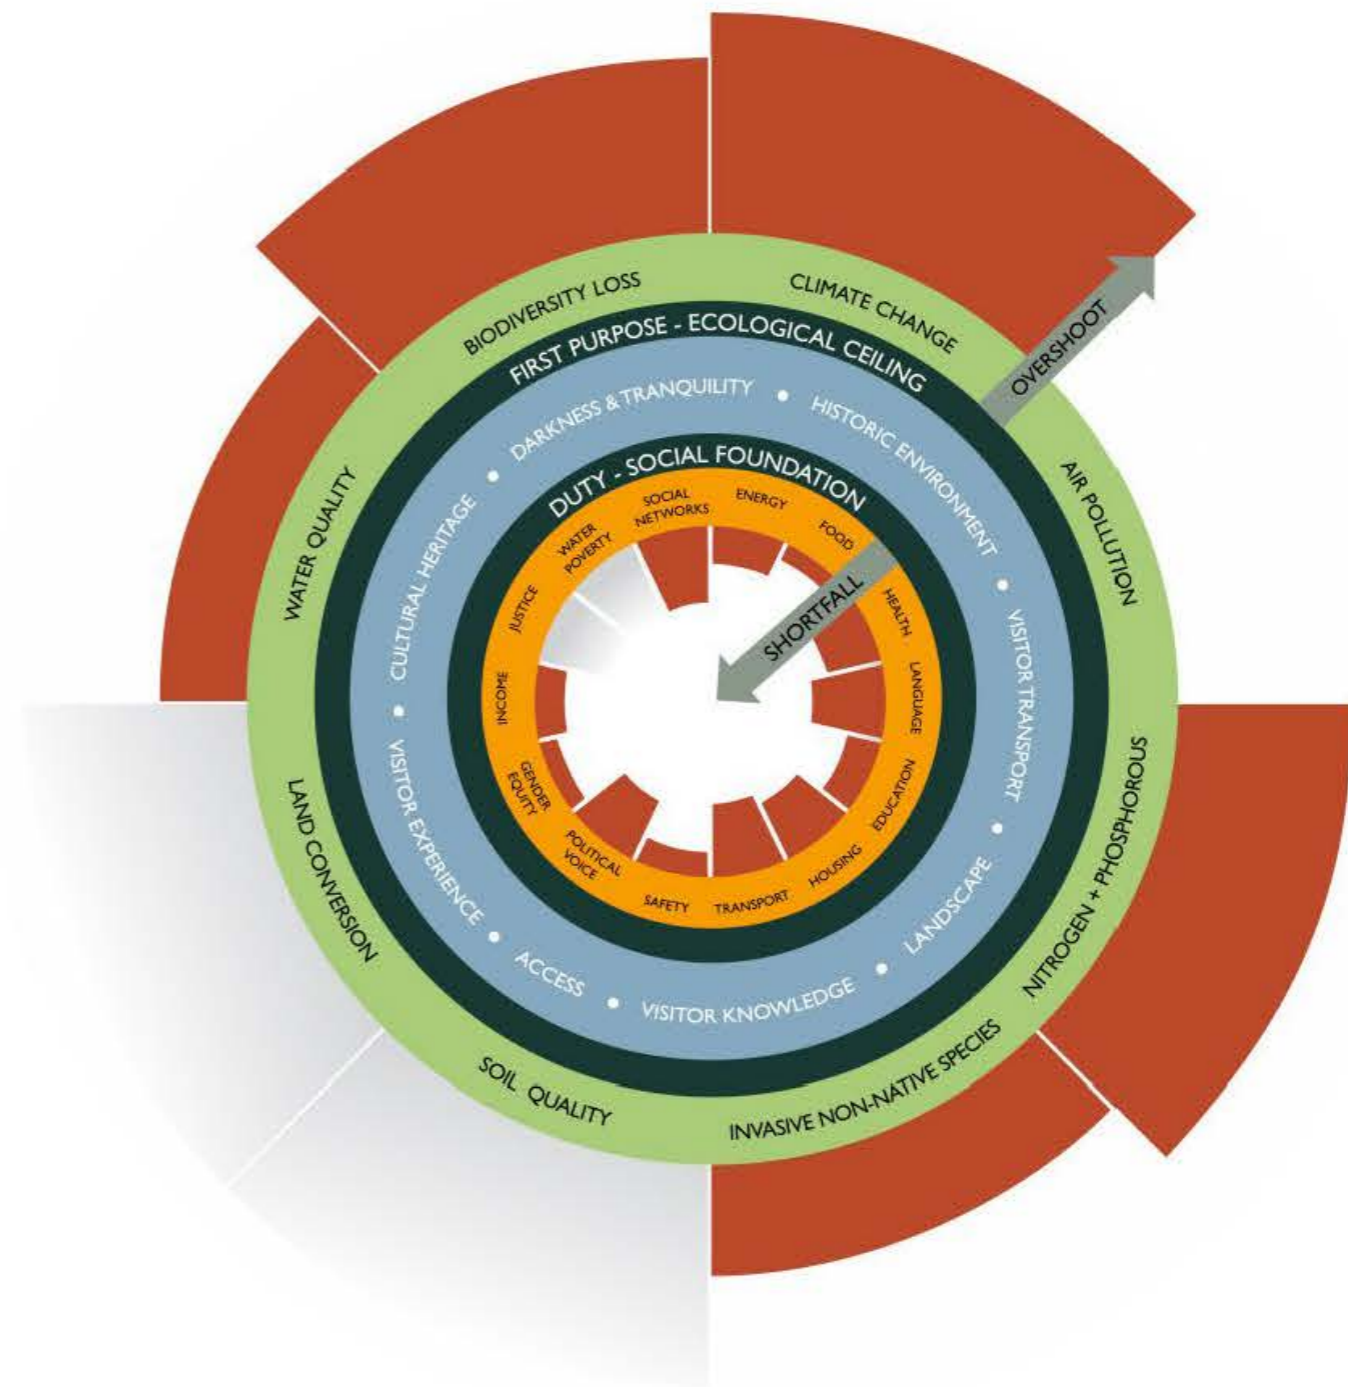 BIODIVERSITY LOSS
CLIMATE CHANGE
AIR POLLUTION
NITROGEN + PHOSPHOROUS
INVASIVE NON-NATIVE SPECIES
SOIL QUALITY
LAND CONVERSION
WATER QUALITY
OVERSHOOT
FIRST PURPOSE - ECOLOGICAL CEILING
DARKNESS & TRANQUILITY
HISTORIC ENVIRONMENT
VISITOR TRANSPORT
LANDSCAPE
VISITOR KNOWLEDGE
ACCESS
VISITOR EXPERIENCE
CULTURAL HERITAGE
DUTY - SOCIAL FOUNDATION
SOCIAL
NETWORKS
ENERGY
FOOD
HEALTH
LANGUAGE
EDUCATION
HOUSING
TRANSPORT
SAFETY
POLITICAL
VOICE
GENDER
EQUITY
INCOME
JUSTICE
WATER
POVERTY
SHORTFALL